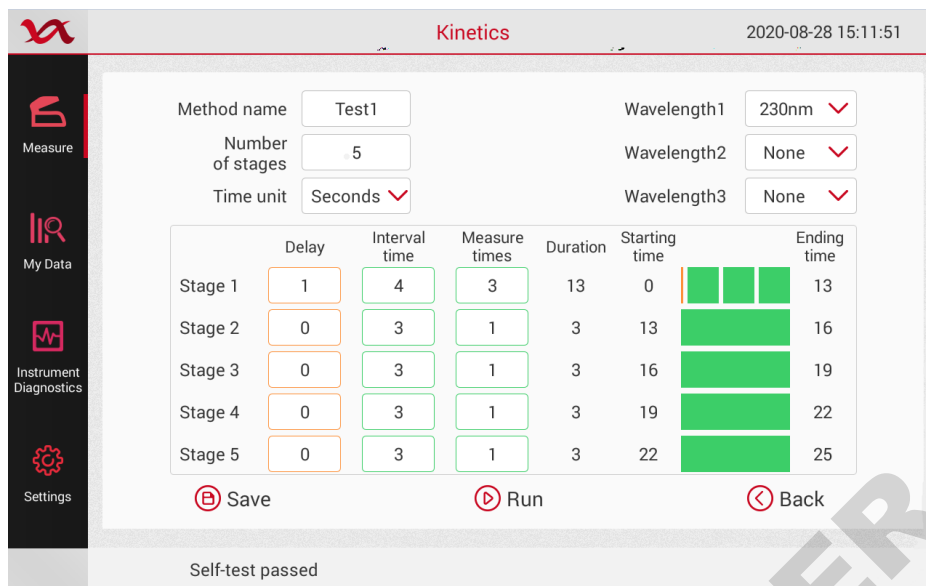 Kinetics 2020-08-28 15:11:51
Measure
My Data
Instrument
Diagnostics
Settings
Method name Test1 Wavelength1 230nm
Number
of stages 5 Wavelength2 None
Time unit Seconds Wavelength3 None
Delay Interval time Measure times Duration Starting time Ending time
Stage 1 1 4 3 13 0 13
Stage 2 0 3 1 3 13 16
Stage 3 0 3 1 3 16 19
Stage 4 0 3 1 3 19 22
Stage 5 0 3 1 3 22 25
Save Run Back
Self-test passed
ER